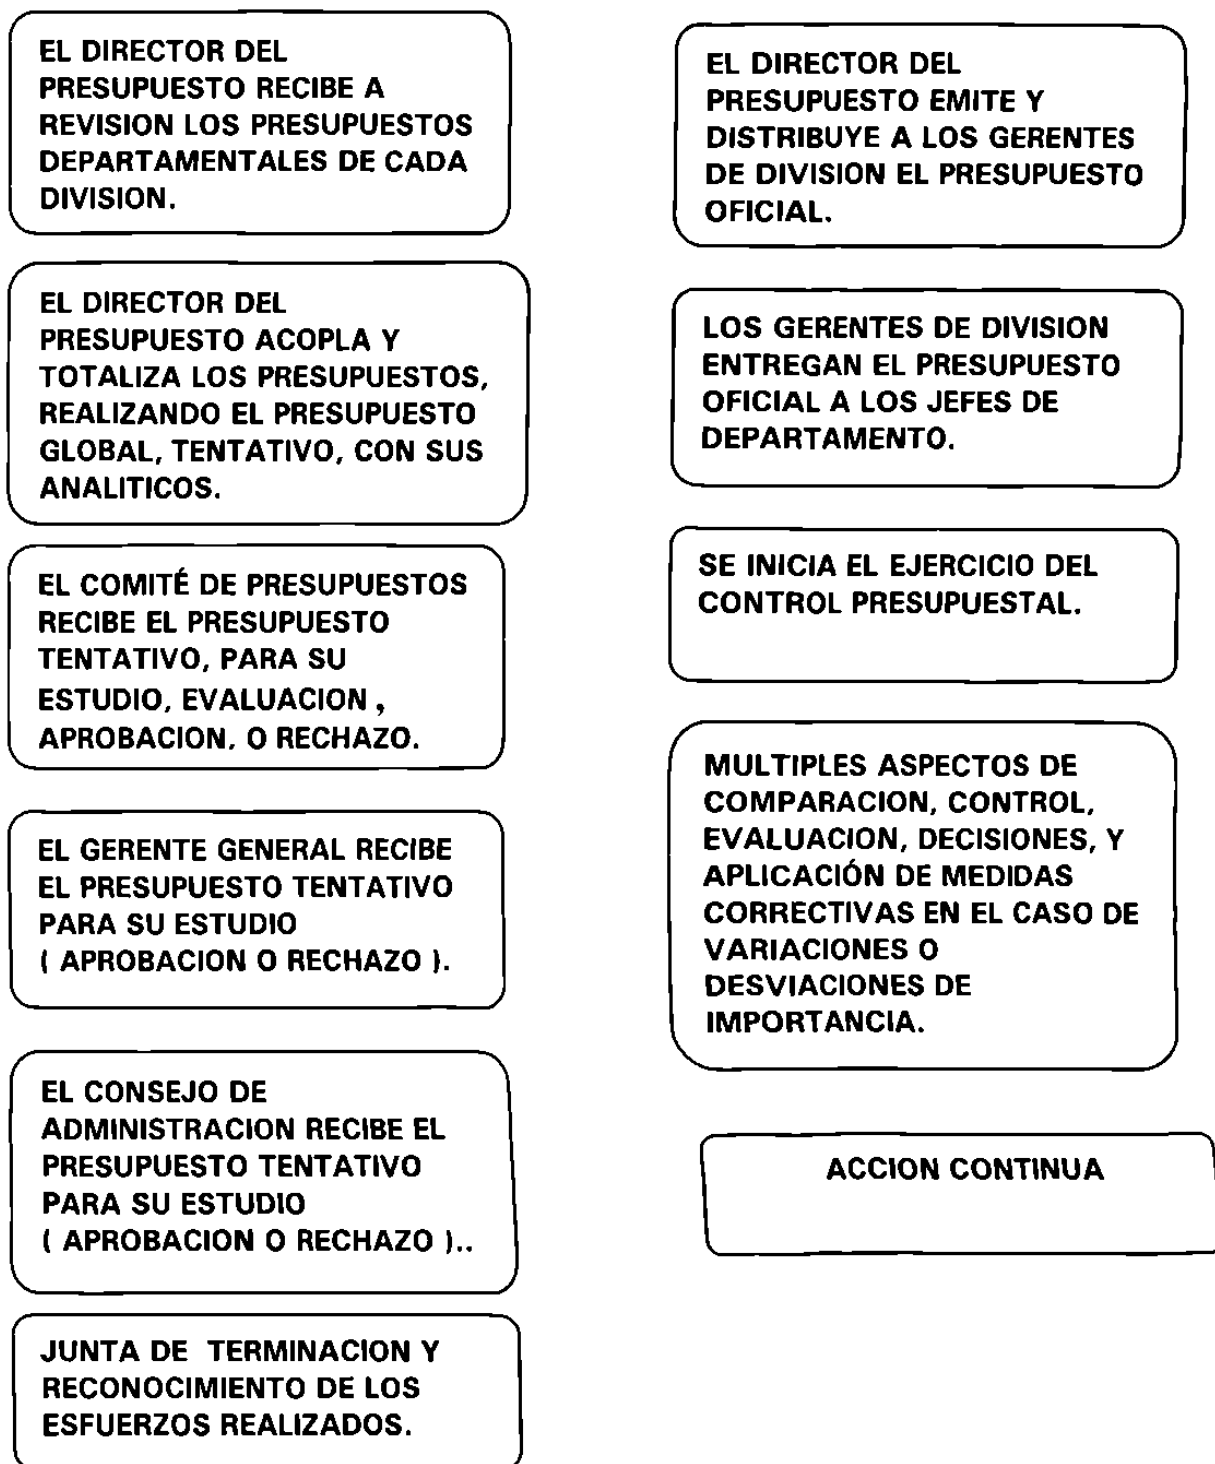 EL DIRECTOR DEL
PRESUPUESTO RECIBE A
REVISION LOS PRESUPUESTOS
DEPARTAMENTALES DE CADA
DIVISION.
EL DIRECTOR DEL
PRESUPUESTO ACOPLA Y
TOTALIZA LOS PRESUPUESTOS,
REALIZANDO EL PRESUPUESTO
GLOBAL, TENTATIVO, CON SUS
ANALITICOS.
EL COMITÉ DE PRESUPUESTOS
RECIBE EL PRESUPUESTO
TENTATIVO, PARA SU
ESTUDIO, EVALUACION ,
APROBACION, O RECHAZO.
EL GERENTE GENERAL RECIBE
EL PRESUPUESTO TENTATIVO
PARA SU ESTUDIO
( APROBACION O RECHAZO ).
EL CONSEJO DE
ADMINISTRACION RECIBE EL
PRESUPUESTO TENTATIVO
PARA SU ESTUDIO
( APROBACION O RECHAZO )..
JUNTA DE TERMINACION Y
RECONOCIMIENTO DE LOS
ESFUERZOS REALIZADOS.
EL DIRECTOR DEL
PRESUPUESTO EMITE Y
DISTRIBUYE A LOS GERENTES
DE DIVISION EL PRESUPUESTO
OFICIAL.
LOS GERENTES DE DIVISION
ENTREGAN EL PRESUPUESTO
OFICIAL A LOS JEFES DE
DEPARTAMENTO.
SE INICIA EL EJERCICIO DEL
CONTROL PRESUPUESTAL.
MULTIPLES ASPECTOS DE
COMPARACION, CONTROL,
EVALUACION, DECISIONES, Y
APLICACIÓN DE MEDIDAS
CORRECTIVAS EN EL CASO DE
VARIACIONES O
DESVIACIONES DE
IMPORTANCIA.
ACCION CONTINUA